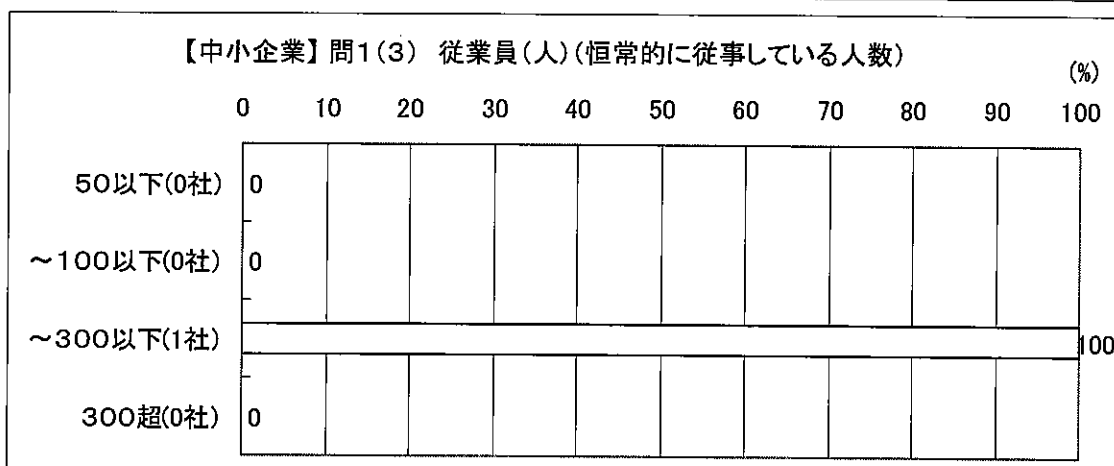 【中小企業】問1(3) 従業員(人)(恒常的に従事している人数)
(%)
0 10 20 30 40 50 60 70 80 90 100
50以下(0社) 0
～100以下(0社) 0
～300以下(1社) 100
300超(0社) 0